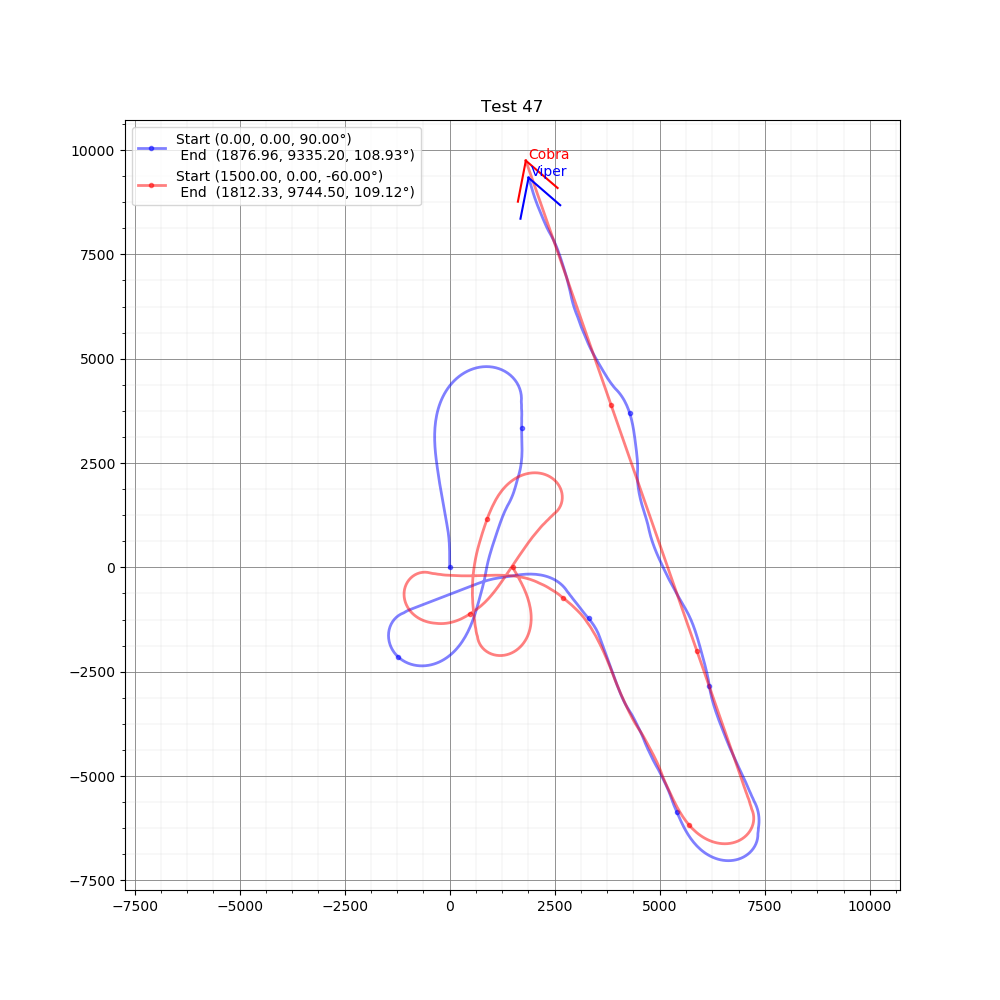 Test 47
Start (0.00, 0.00, 90.00°)
End (1876.96, 9335.20, 108.93°)
Start (1500.00, 0.00, -60.00°)
End (1812.33, 9744.50, 109.12°)
Cobra
Viper
10000
7500
5000
2500
0
−2500
−5000
−7500
−7500 −5000 −2500 0 2500 5000 7500 10000